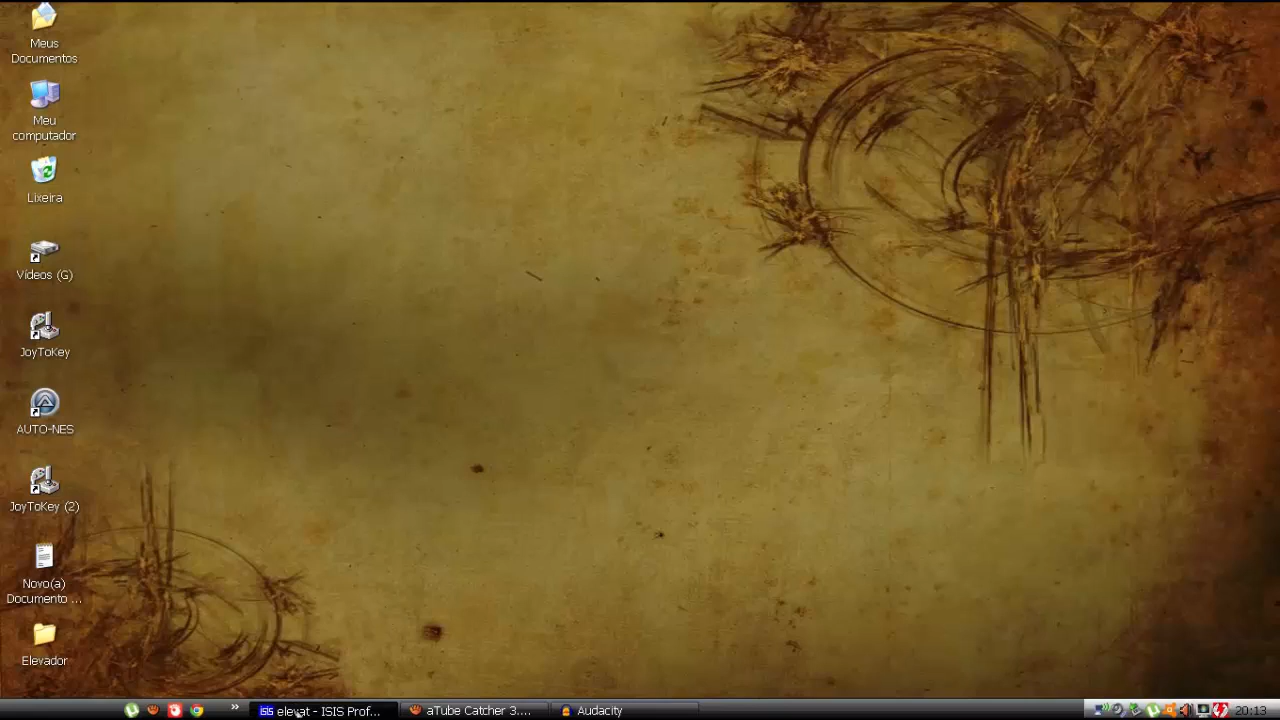 Meus
Documentos
Meu
computador
Lixeira
Vídeos (G)
JoyToKey
AUTO-NES
JoyToKey (2)
Novo(a)
Documento ...
Elevador
»
isis elevat - ISIS Prof...
aTube Catcher 3....
Audacity
20:13